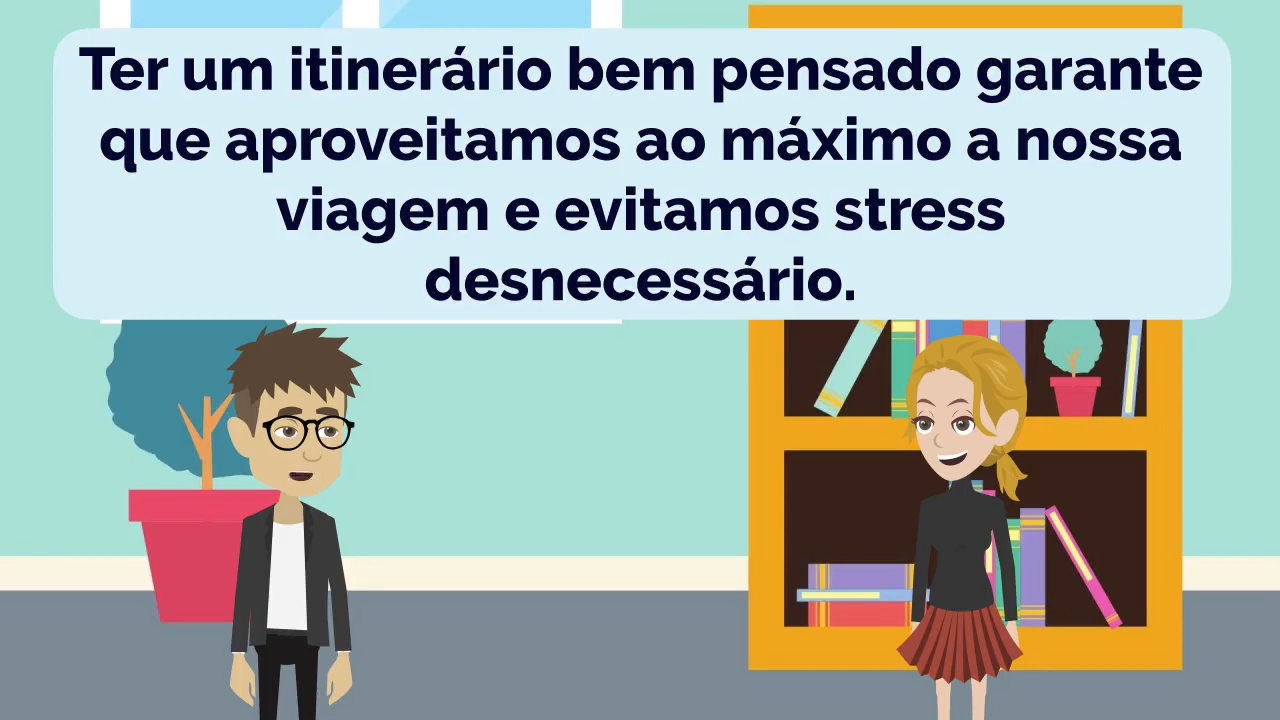 Ter um itinerário bem pensado garante
que aproveitamos ao máximo a nossa
viagem e evitamos stress
desnecessário.